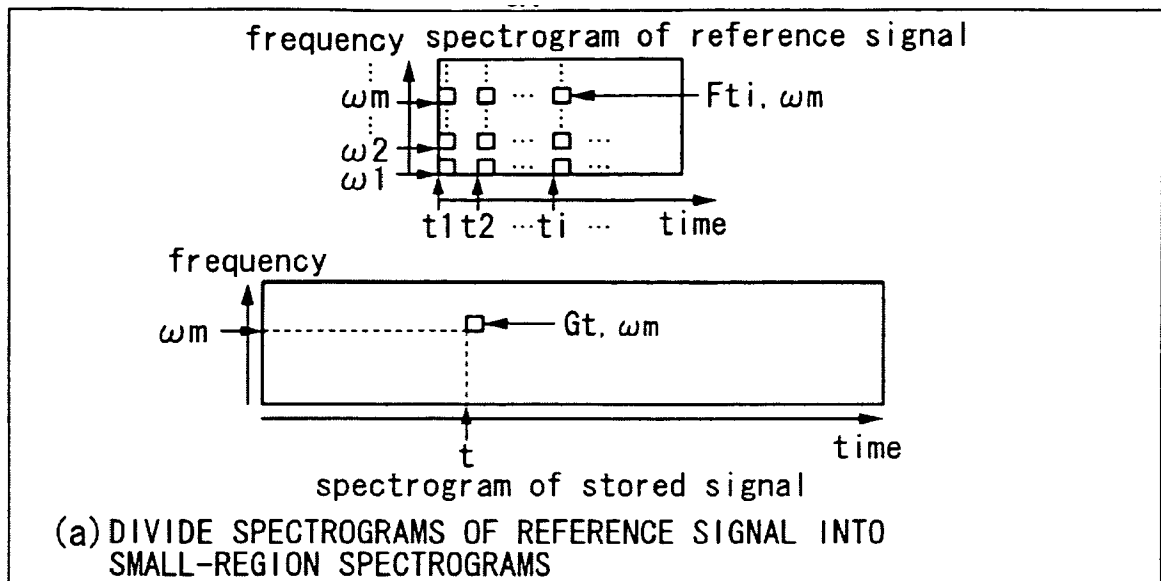 frequency spectrogram of reference signal
ωm
Fti, ωm
ω2
ω1
t1 t2 ··· ti ··· time
frequency
ωm
Gt, ωm
t
time
spectrogram of stored signal
(a) DIVIDE SPECTROGRAMS OF REFERENCE SIGNAL INTO
SMALL-REGION SPECTROGRAMS